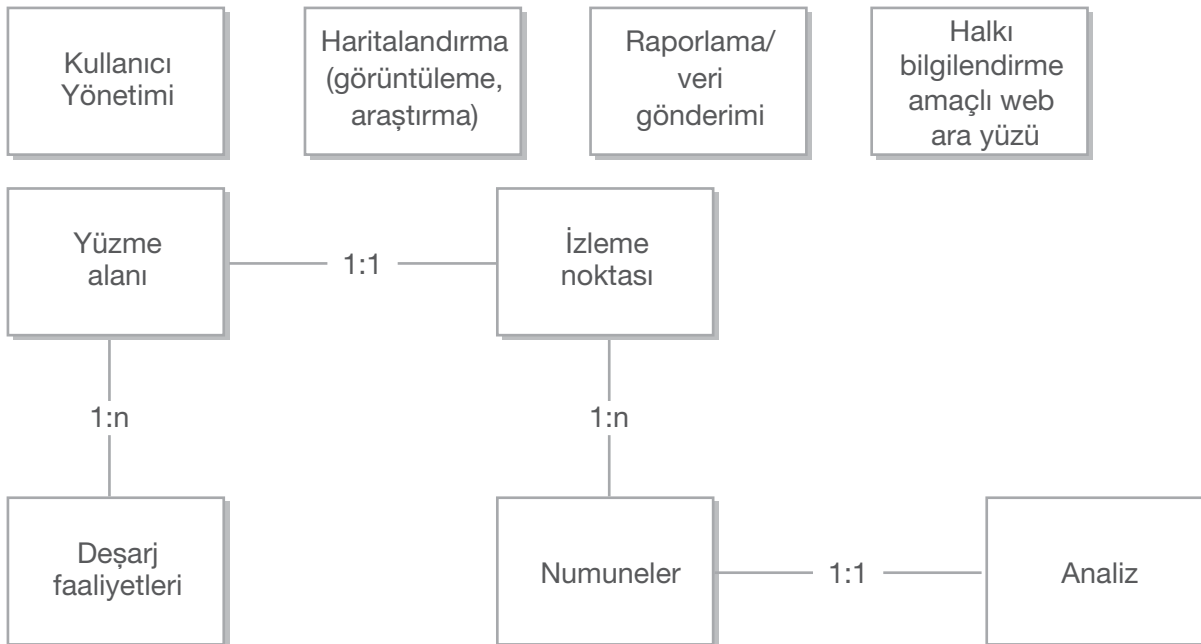 Kullanıcı
Yönetimi
Haritalandırma
(görüntüleme,
araştırma)
Raporlama/
veri
gönderimi
Halkı
bilgilendirme
amaçlı web
ara yüzü
Yüzme
alanı
1:1
İzleme
noktası
1:n
1:n
Deşarj
faaliyetleri
Numuneler
1:1
Analiz